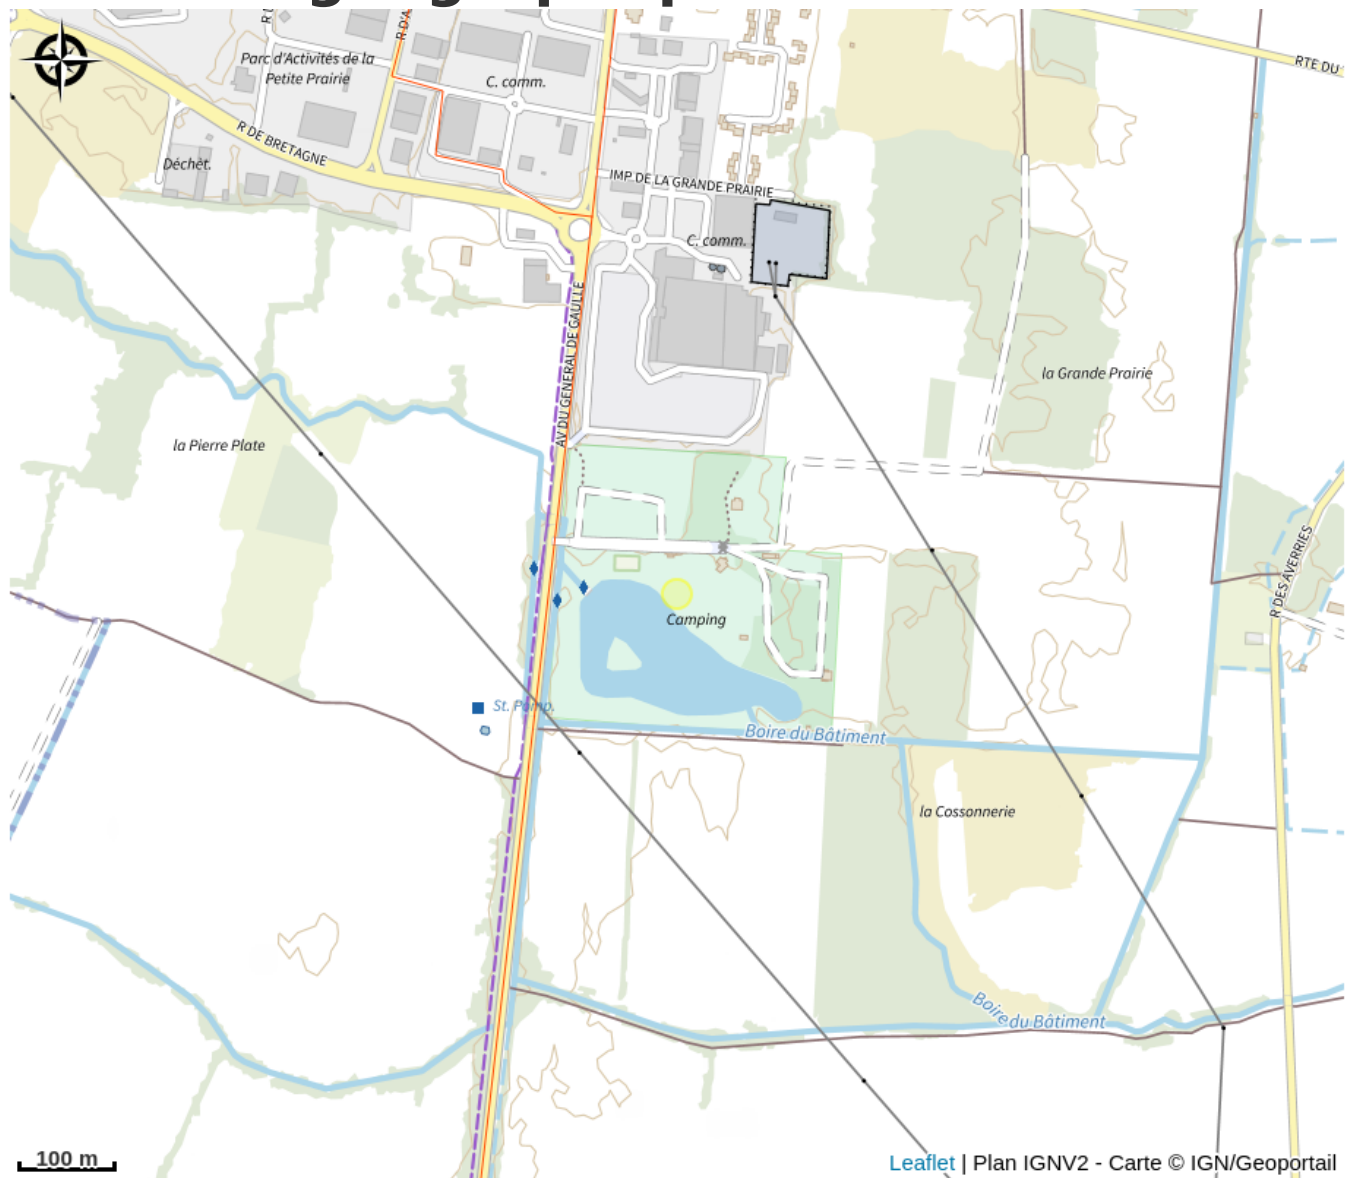 RTE DU
Parc d'Activités de la
Petite Prairie
C. comm.
R DE BRETAGNE
Déchèt.
IMP DE LA GRANDE PRAIRIE
C. comm.
AV DU GENERAL DE GAULLE
la Grande Prairie
la Pierre Plate
R DES AVERRIES
Camping
St. Pomp.
Boire du Bâtiment
la Cossonnerie
Boire du Bâtiment
100 m
Leaflet | Plan IGNV2 - Carte © IGN/Geoportail